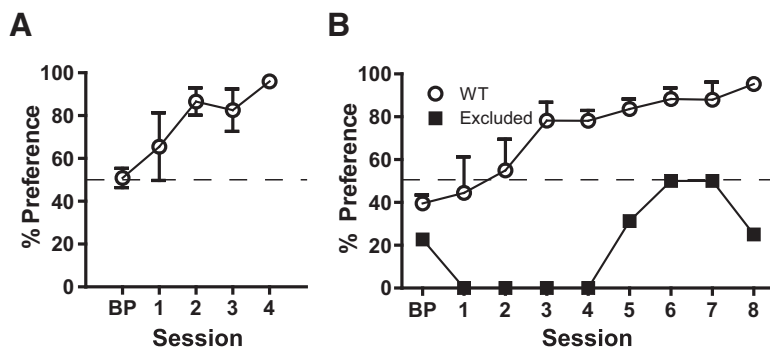 A
% Preference
100
80
60
40
20
0
BP 1 2 3 4
Session
B
% Preference
100
80
60
40
20
0
WT
Excluded
BP 1 2 3 4 5 6 7 8
Session